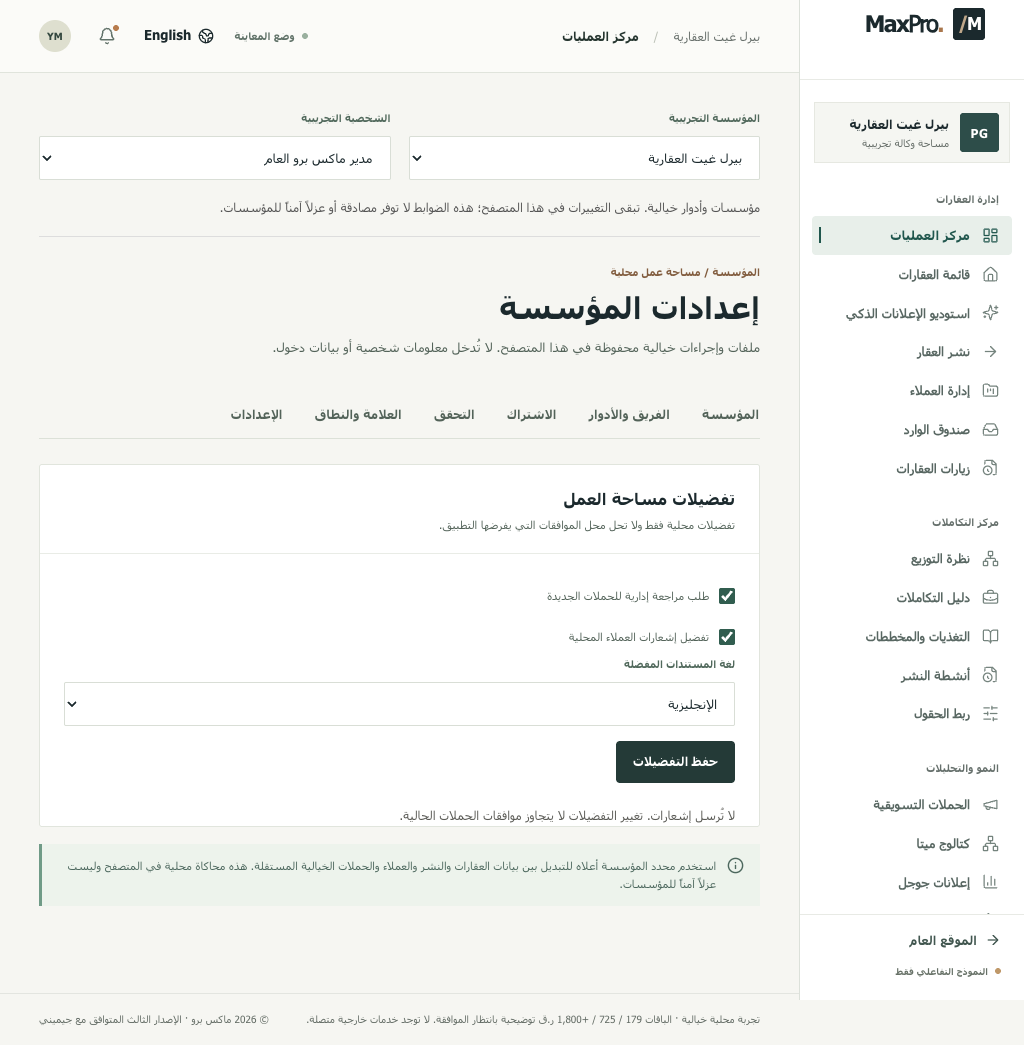 MaxPro.
/M
PG
بيرل غيت العقارية
مساحة وكالة تجريبية
إدارة العقارات
مركز العمليات
قائمة العقارات
استوديو الإعلانات الذكي
نشر العقار
إدارة العملاء
صندوق الوارد
زيارات العقارات
مركز التكاملات
نظرة التوزيع
دليل التكاملات
التغذيات والمخططات
أنشطة النشر
ربط الحقول
النمو والتحليلات
الحملات التسويقية
كتالوج ميتا
إعلانات جوجل
الموقع العام
النموذج التفاعلي فقط
بيرل غيت العقارية / مركز العمليات
وضع المعاينة
English
YM
المؤسسة التجريبية
بيرل غيت العقارية
الشخصية التجريبية
مدير ماكس برو العام
مؤسسات وأدوار خيالية. تبقى التغييرات في هذا المتصفح؛ هذه الضوابط لا توفر مصادقة أو عزلاً آمناً للمؤسسات.
المؤسسة / مساحة عمل محلية
إعدادات المؤسسة
ملفات وإجراءات خيالية محفوظة في هذا المتصفح. لا تُدخل معلومات شخصية أو بيانات دخول.
المؤسسة
الفريق والأدوار
الاشتراك
التحقق
العلامة والنطاق
الإعدادات
تفضيلات مساحة العمل
تفضيلات محلية فقط ولا تحل محل الموافقات التي يفرضها التطبيق.
طلب مراجعة إدارية للحملات الجديدة
تفضيل إشعارات العملاء المحلية
لغة المستندات المفضلة
الإنجليزية
حفظ التفضيلات
لا تُرسل إشعارات. تغيير التفضيلات لا يتجاوز موافقات الحملات الحالية.
استخدم محدد المؤسسة أعلاه للتبديل بين بيانات العقارات والنشر والعملاء والحملات الخيالية المستقلة. هذه محاكاة محلية في المتصفح وليست
عزلاً آمناً للمؤسسات.
تجربة محلية خيالية · الباقات 179 / 725 / +1,800 ر.ق توضيحية بانتظار الموافقة. لا توجد خدمات خارجية متصلة.
© 2026 ماكس برو · الإصدار الثالث المتوافق مع جيميني